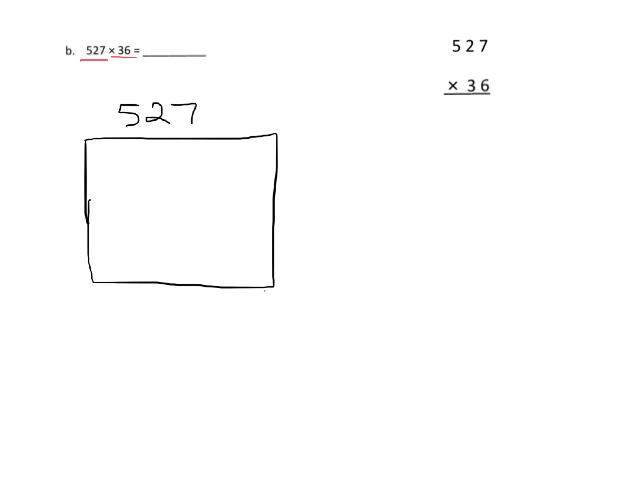 b. 527 × 36 = __________
527
× 36
527